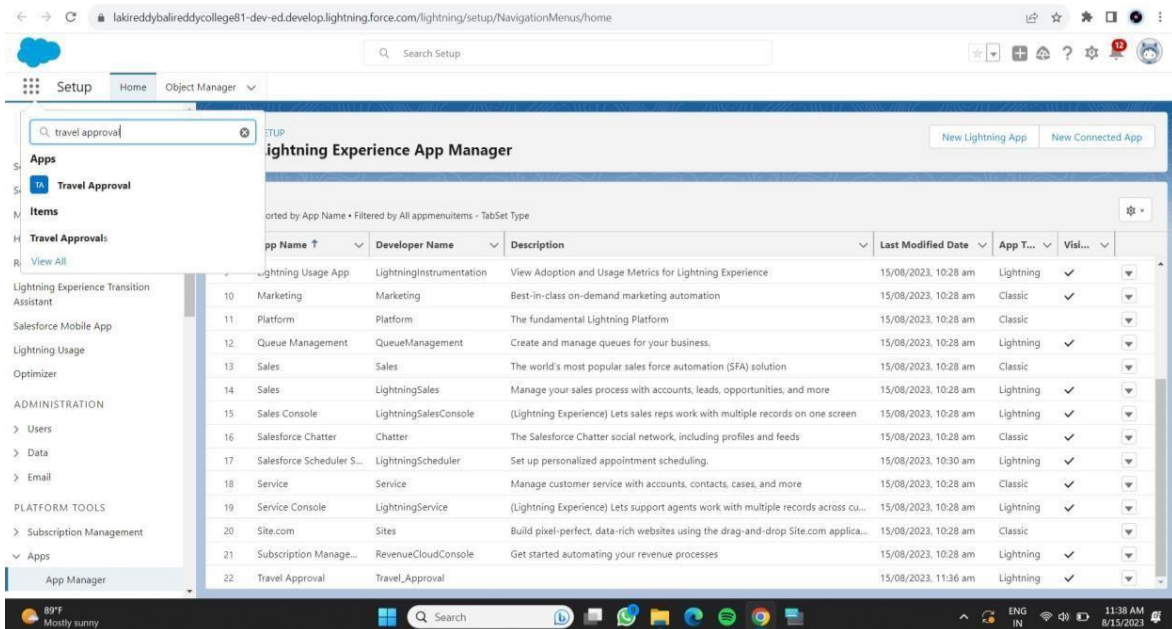 lakireddybalireddycollege81-dev-ed.develop.lightning.force.com/lightning/setup/NavigationMenus/home
Search Setup
12
Setup Home Object Manager
travel approval
Apps
TA Travel Approval
Items
Travel Approvals
View All
ETUP
Lightning Experience App Manager
New Lightning App New Connected App
orted by App Name • Filtered by All appmenuitems - TabSet Type
pp Name ↑ Developer Name Description Last Modified Date App T... Visi...
Lightning Usage App LightningInstrumentation View Adoption and Usage Metrics for Lightning Experience 15/08/2023, 10:28 am Lightning
10 Marketing Marketing Best-in-class on-demand marketing automation 15/08/2023, 10:28 am Classic
11 Platform Platform The fundamental Lightning Platform 15/08/2023, 10:28 am Classic
12 Queue Management QueueManagement Create and manage queues for your business. 15/08/2023, 10:28 am Lightning
13 Sales Sales The world's most popular sales force automation (SFA) solution 15/08/2023, 10:28 am Classic
14 Sales LightningSales Manage your sales process with accounts, leads, opportunities, and more 15/08/2023, 10:28 am Lightning
15 Sales Console LightningSalesConsole (Lightning Experience) Lets sales reps work with multiple records on one screen 15/08/2023, 10:28 am Lightning
16 Salesforce Chatter Chatter The Salesforce Chatter social network, including profiles and feeds 15/08/2023, 10:28 am Classic
17 Salesforce Scheduler S... LightningScheduler Set up personalized appointment scheduling. 15/08/2023, 10:30 am Lightning
18 Service Service Manage customer service with accounts, contacts, cases, and more 15/08/2023, 10:28 am Classic
19 Service Console LightningService (Lightning Experience) Lets support agents work with multiple records across cu... 15/08/2023, 10:28 am Lightning
20 Site.com Sites Build pixel-perfect, data-rich websites using the drag-and-drop Site.com applica... 15/08/2023, 10:28 am Classic
21 Subscription Manage... RevenueCloudConsole Get started automating your revenue processes 15/08/2023, 10:28 am Lightning
22 Travel Approval Travel_Approval 15/08/2023, 11:36 am Lightning
Lightning Experience Transition
Assistant
Salesforce Mobile App
Lightning Usage
Optimizer
ADMINISTRATION
Users
Data
Email
PLATFORM TOOLS
Subscription Management
Apps
App Manager
89°F
Mostly sunny
Search
ENG
IN
11:38 AM
8/15/2023